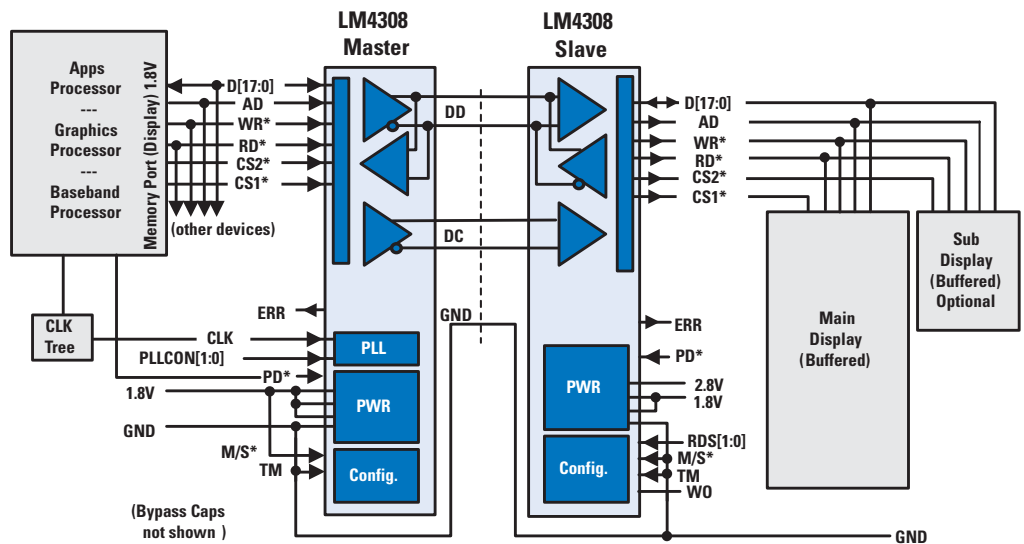 LM4308
Master
LM4308
Slave
Apps
Processor
---
Graphics
Processor
---
Baseband
Processor
Memory Port (Display) 1.8V
D[17:0]
AD
WR*
RD*
CS2*
CS1*
(other devices)
DD
DC
D[17:0]
AD
WR*
RD*
CS2*
CS1*
Main
Display
(Buffered)
Sub
Display
(Buffered)
Optional
CLK
Tree
ERR
CLK
PLLCON[1:0]
PD*
1.8V
GND
M/S*
TM
PLL
PWR
Config.
GND
PWR
Config.
ERR
PD*
2.8V
1.8V
RDS[1:0]
M/S*
TM
WO
GND
(Bypass Caps
not shown )